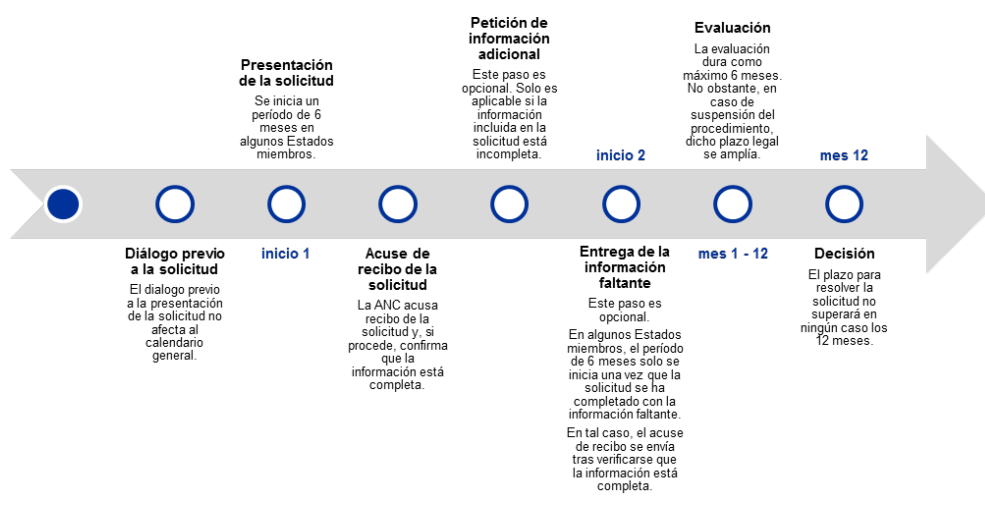 Diálogo previo
a la solicitud
El dialogo previo
a la presentación
de la solicitud no
afecta al
calendario
general.
Presentación
de la solicitud
Se inicia un
período de 6
meses en
algunos Estados
miembros.
inicio 1
Acuse de
recibo de la
solicitud
La ANC acusa
recibo de la
solicitud y, si
procede, confirma
que la
información está
completa.
Petición de
información
adicional
Este paso es
opcional. Solo es
aplicable si la
información
incluida en la
solicitud está
incompleta.
inicio 2
Entrega de la
información
faltante
Este paso es
opcional.
En algunos Estados
miembros, el período
de 6 meses solo se
inicia una vez que la
solicitud se ha
completado con la
información faltante.
En tal caso, el acuse
de recibo se envía
tras verificarse que
la información está
completa.
Evaluación
La evaluación
dura como
máximo 6 meses.
No obstante, en
caso de
suspensión del
procedimiento,
dicho plazo legal
se amplía.
mes 1 - 12
mes 12
Decisión
El plazo para
resolver la
solicitud no
superará en
ningún caso los
12 meses.